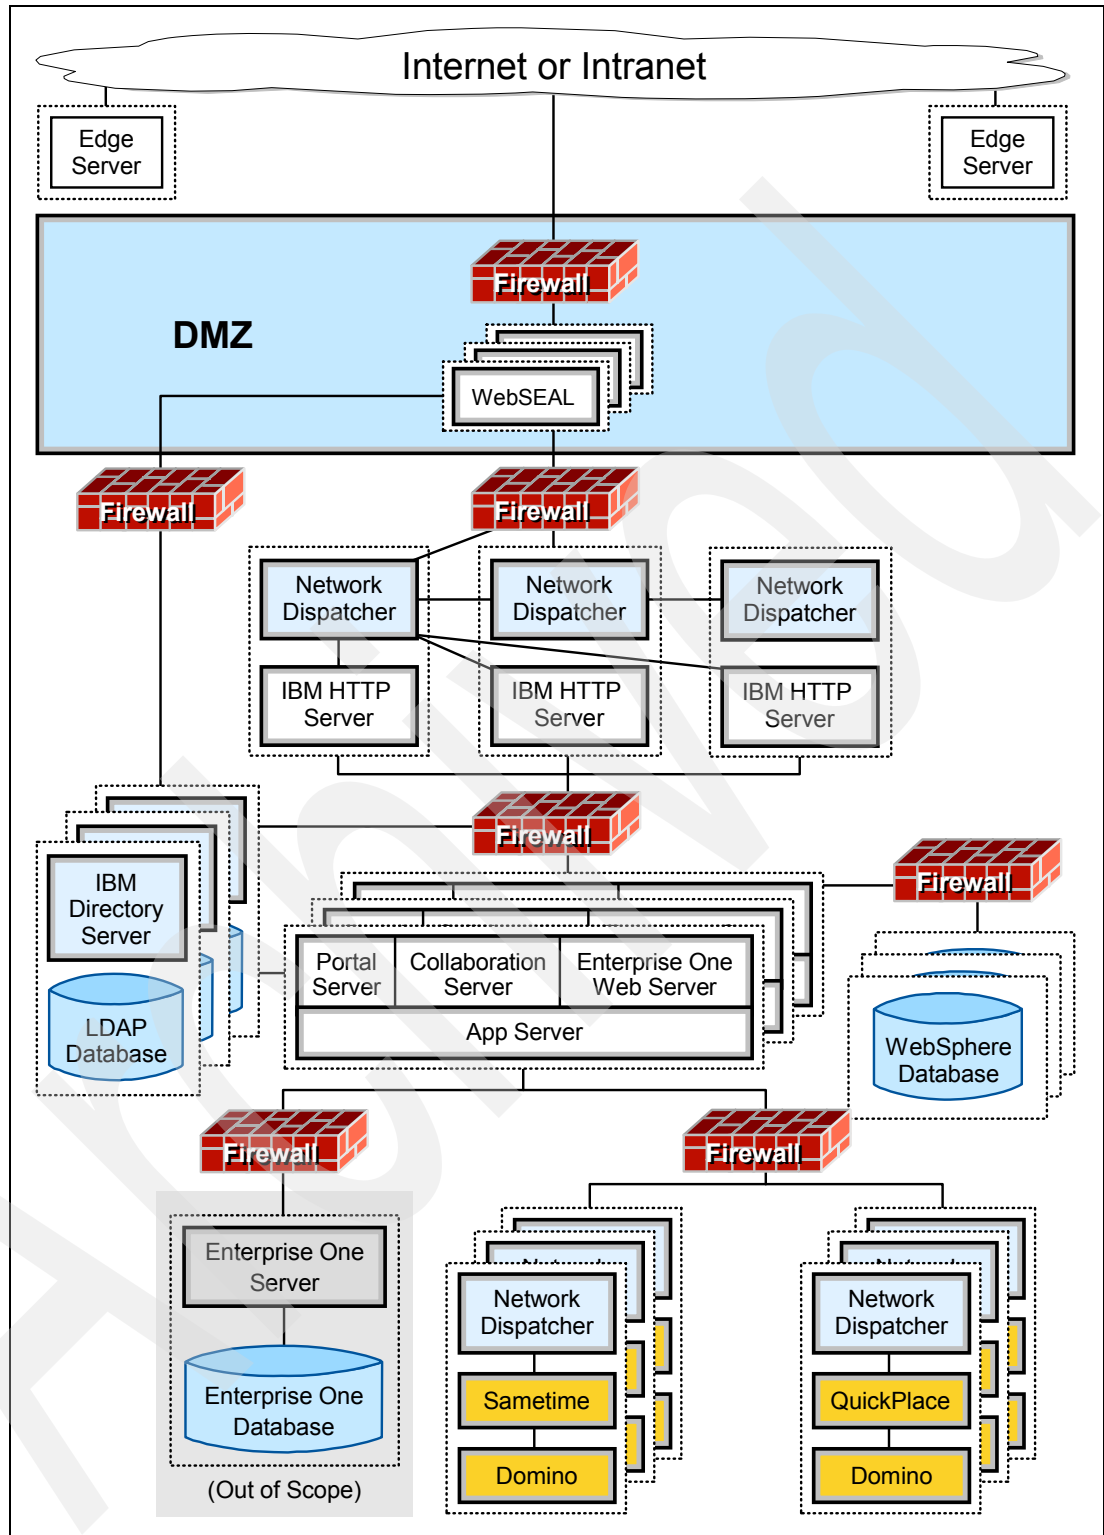 Internet or Intranet
Edge
Server
Edge
Server
Firewall
DMZ
WebSEAL
Firewall
Firewall
Network
Dispatcher
Network
Dispatcher
Network
Dispatcher
IBM HTTP
Server
IBM HTTP
Server
IBM HTTP
Server
Firewall
Firewall
IBM
Directory
Server
LDAP
Database
Portal
Server
Collaboration
Server
Enterprise One
Web Server
App Server
WebSphere
Database
Firewall
Firewall
Enterprise One
Server
Enterprise One
Database
(Out of Scope)
Network
Network
Dispatcher
Sametime
Domino
Network
Network
Dispatcher
QuickPlace
Domino
Archived